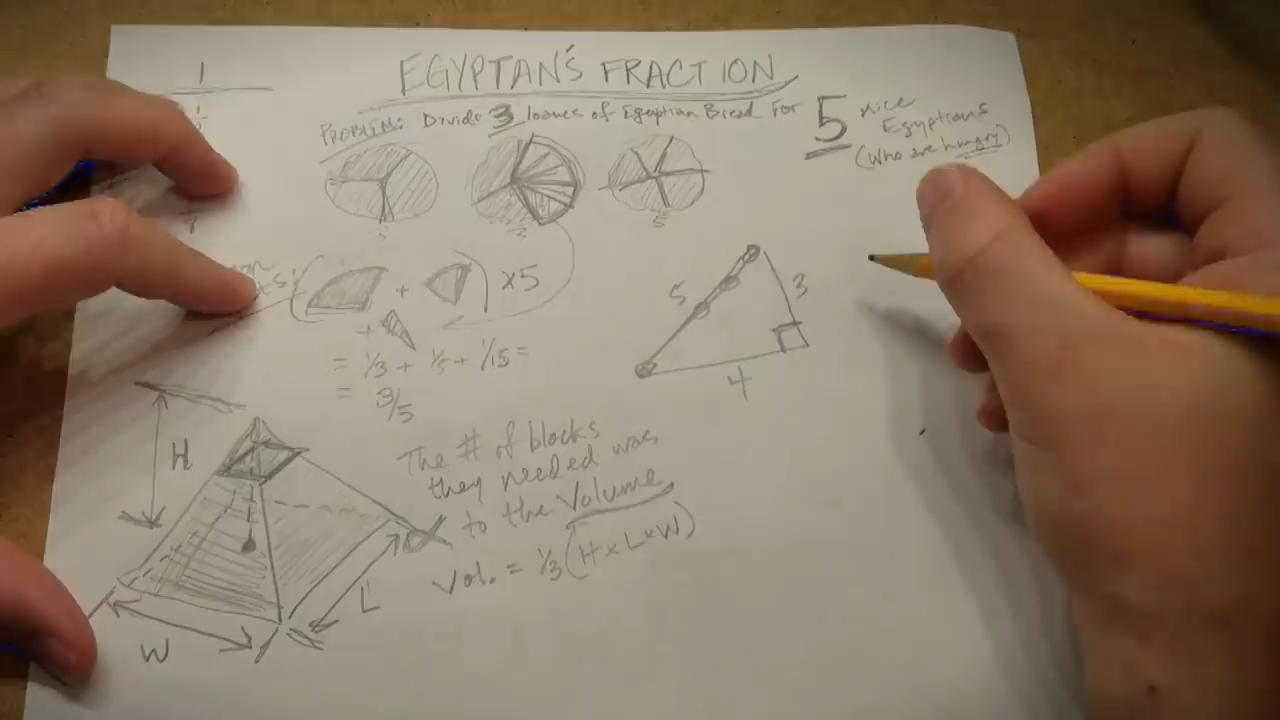 1
EGYPTAN'S FRACTION
PROBLEM: Divide 3 loaves of Egyptian Bread For 5 nice
Egyptians
(Who are hungry)
+ ) ×5
+
= 1/3 + 1/5 + 1/15 =
= 3/5
5
3
4
H
W
L
The # of blocks
they needed was
to the Volume
Vol. = 1/3 (H×L×W)